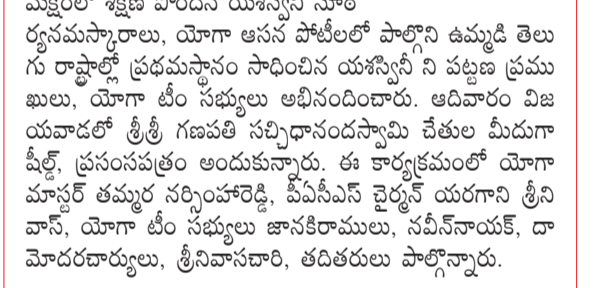 లో శిక్షణ పొందిన యశస్విని సూ
ర్యనమస్కారాలు, యోగా ఆసన పోటీలలో పాల్గొని ఉమ్మడి తెలు
గు రాష్ట్రాల్లో ప్రథమస్థానం సాధించిన యశస్వినీ ని పట్టణ ప్రము
ఖులు, యోగా టీం సభ్యులు అభినందించారు. ఆదివారం విజ
యవాడలో శ్రీశ్రీ గణపతి సచ్చిధానందస్వామి చేతుల మీదుగా
షీల్డ్, ప్రసంసపత్రం అందుకున్నారు. ఈ కార్యక్రమంలో యోగా
మాస్టర్ తమ్మర నర్సింహారెడ్డి, పీఏసీఎస్ చైర్మన్ యరగాని శ్రీని
వాస్, యోగా టీం సభ్యులు జానకిరాములు, నవీన్‌నాయక్, దా
మోదరచార్యులు, శ్రీనివాసచారి, తదితరులు పాల్గొన్నారు.